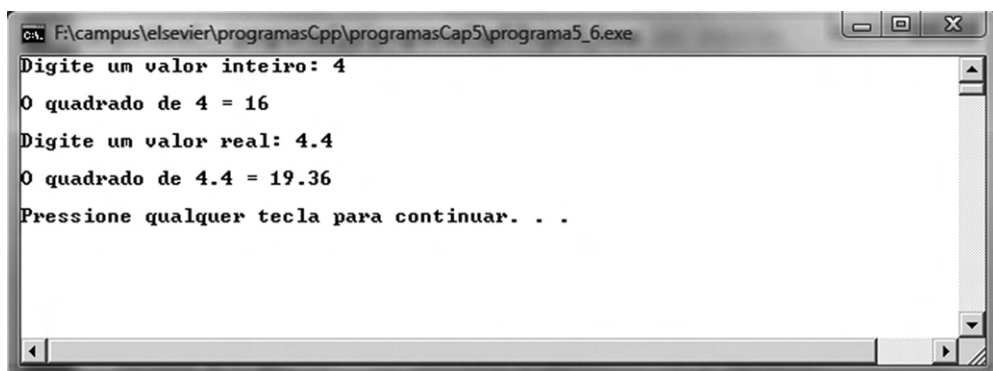 F:\campus\elsevier\programasCpp\programasCap5\programa5_6.exe
Digite um valor inteiro: 4
O quadrado de 4 = 16
Digite um valor real: 4.4
O quadrado de 4.4 = 19.36
Pressione qualquer tecla para continuar. . .